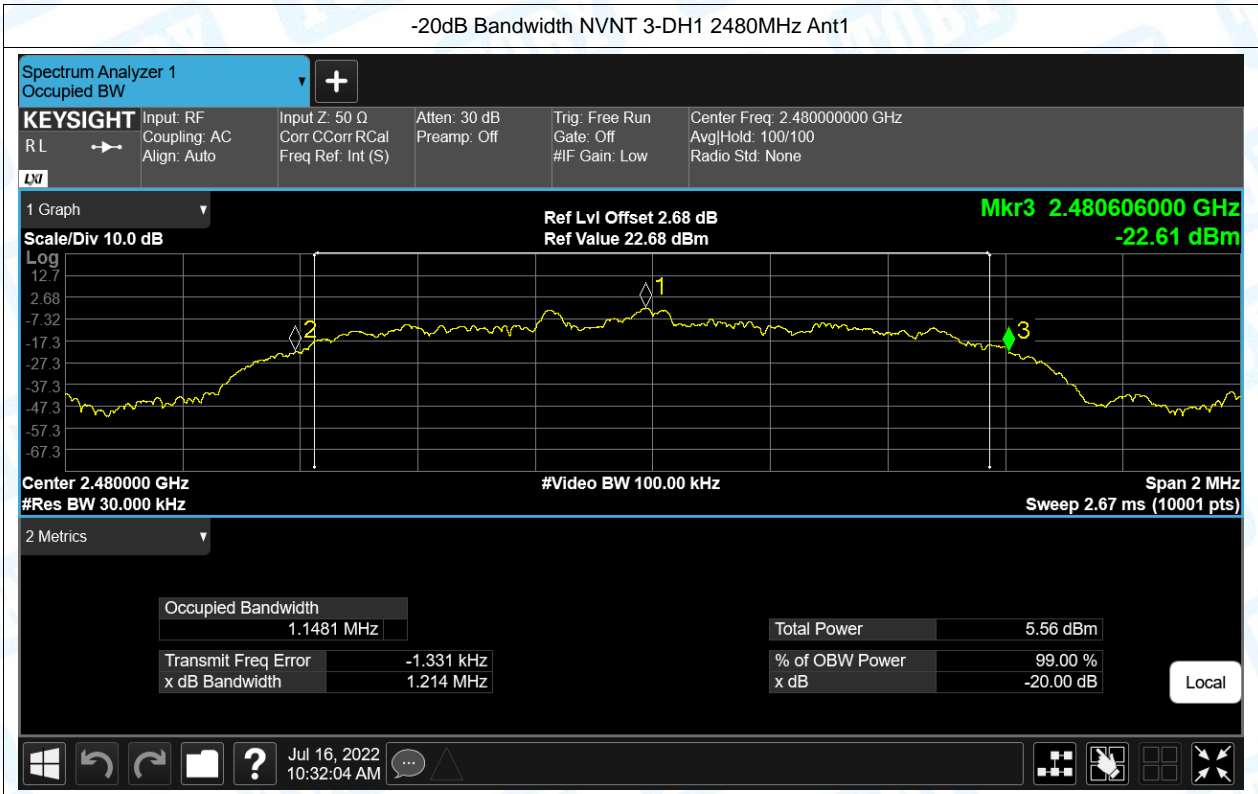 -20dB Bandwidth NVNT 3-DH1 2480MHz Ant1
Spectrum Analyzer 1
Occupied BW
KEYSIGHT
RL
LXI
Input: RF
Coupling: AC
Align: Auto
Input Z: 50 Ω
Corr CCorr RCal
Freq Ref: Int (S)
Atten: 30 dB
Preamp: Off
Trig: Free Run
Gate: Off
#IF Gain: Low
Center Freq: 2.480000000 GHz
Avg|Hold: 100/100
Radio Std: None
1 Graph
Scale/Div 10.0 dB
Ref Lvl Offset 2.68 dB
Ref Value 22.68 dBm
Mkr3 2.480606000 GHz
-22.61 dBm
Log
12.7
2.68
-7.32
-17.3
-27.3
-37.3
-47.3
-57.3
-67.3
1
2
3
Center 2.480000 GHz
#Video BW 100.00 kHz
Span 2 MHz
#Res BW 30.000 kHz
Sweep 2.67 ms (10001 pts)
2 Metrics
Occupied Bandwidth
1.1481 MHz
Total Power 5.56 dBm
Transmit Freq Error -1.331 kHz
% of OBW Power 99.00 %
x dB Bandwidth 1.214 MHz
x dB -20.00 dB
Local
?
Jul 16, 2022
10:32:04 AM